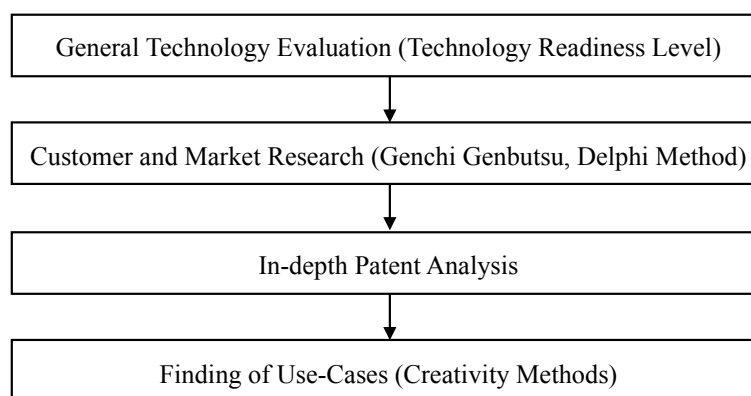 General Technology Evaluation (Technology Readiness Level)
Customer and Market Research (Genchi Genbutsu, Delphi Method)
In-depth Patent Analysis
Finding of Use-Cases (Creativity Methods)